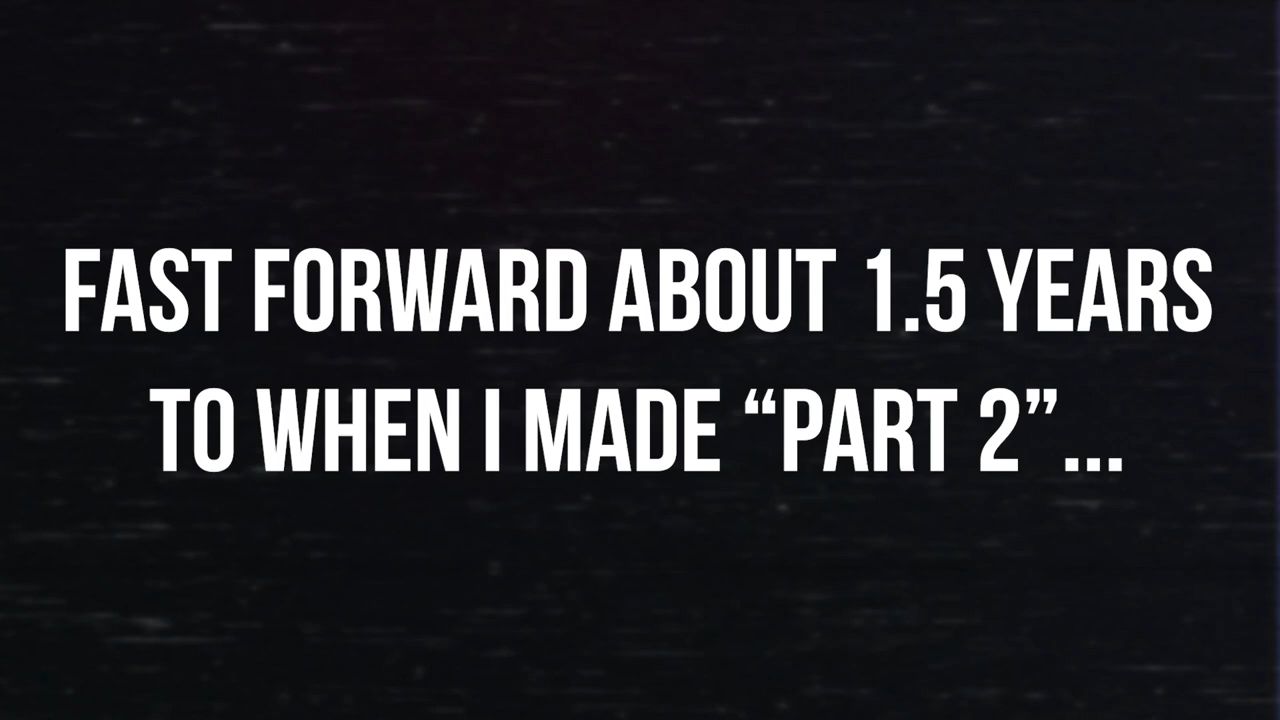 FAST FORWARD ABOUT 1.5 YEARS
TO WHEN I MADE “PART 2”...